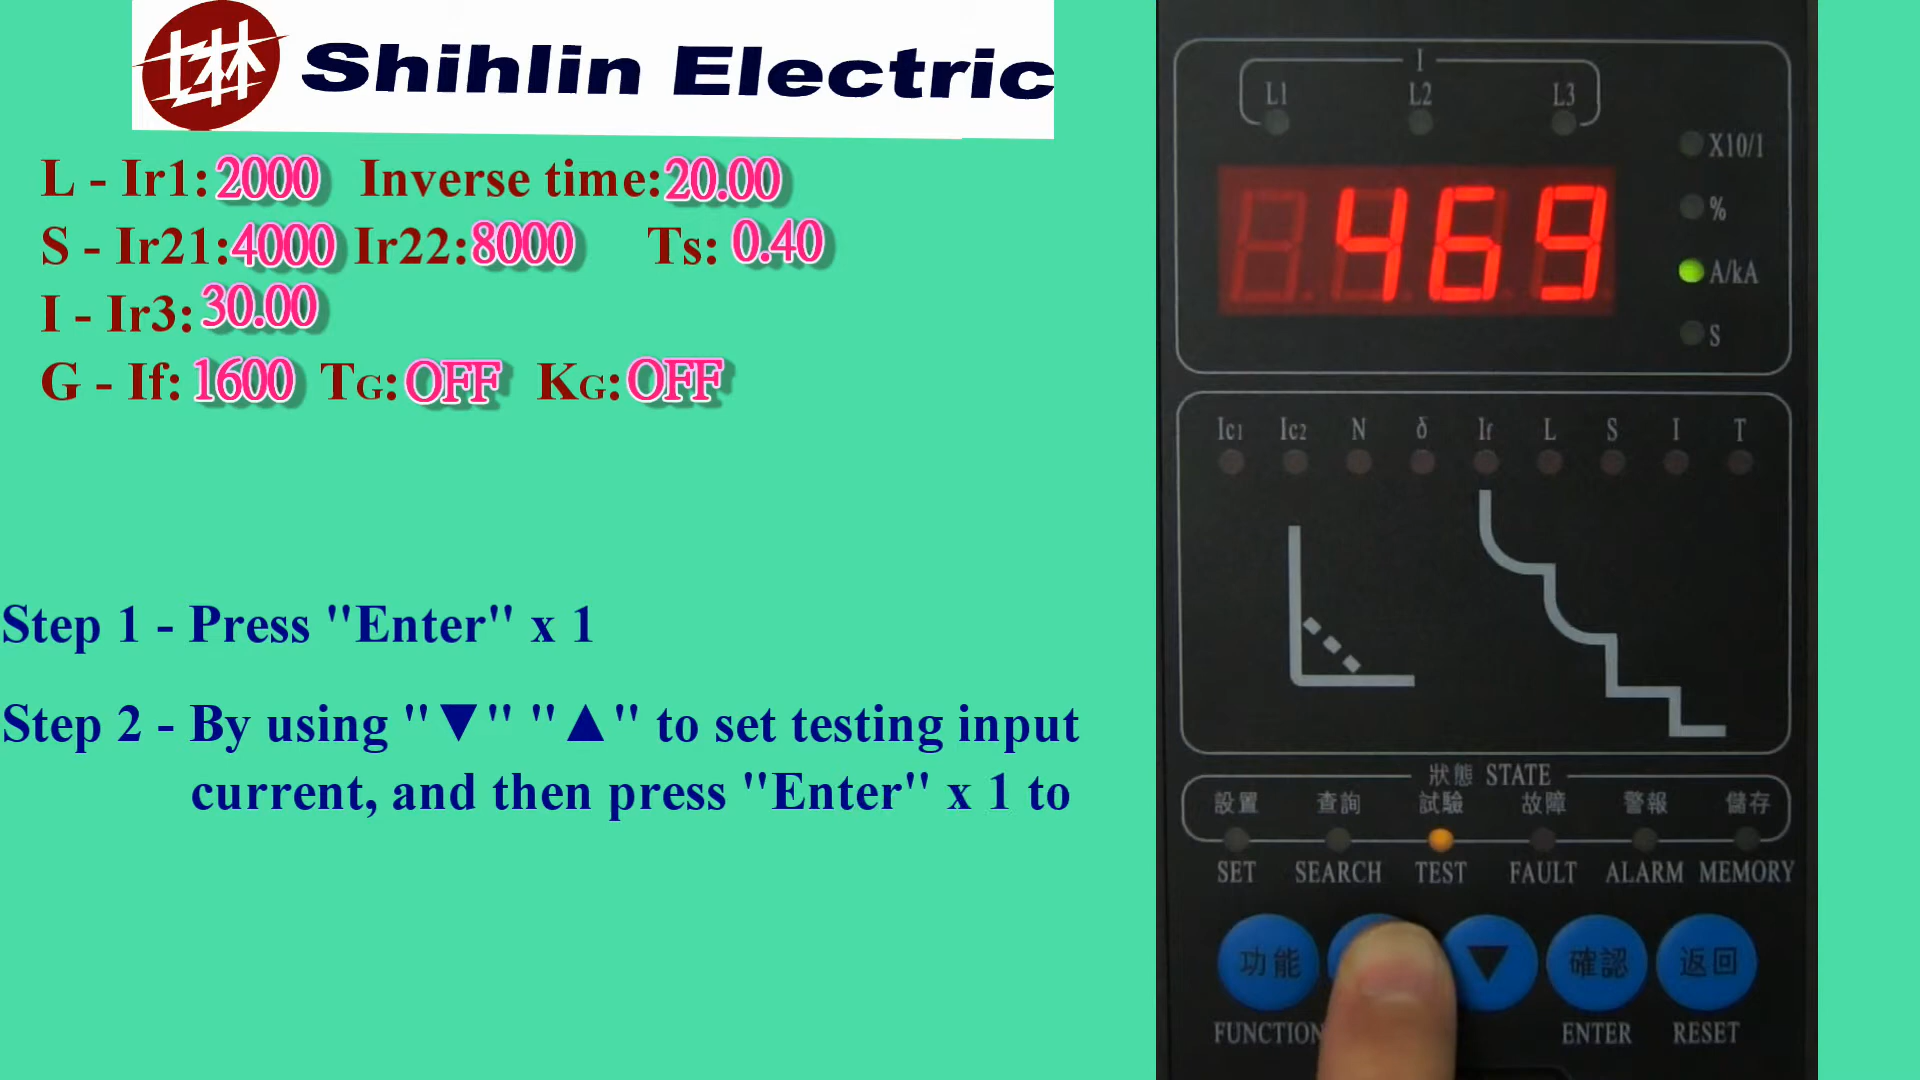 Shihlin Electric
L - Ir1: 2000 Inverse time: 20.00
S - Ir21: 4000 Ir22: 8000 Ts: 0.40
I - Ir3: 30.00
G - If: 1600 TG: OFF KG: OFF
Step 1 - Press "Enter" x 1
Step 2 - By using "▼" "▲" to set testing input
current, and then press "Enter" x 1 to
I
L1 L2 L3
X10/1
%
A/kA
S
469
Ic1 Ic2 N δ If L S I T
狀態 STATE
設置 查詢 試驗 故障 警報 儲存
SET SEARCH TEST FAULT ALARM MEMORY
功能 ▼ 確認 返回
FUNCTION ENTER RESET